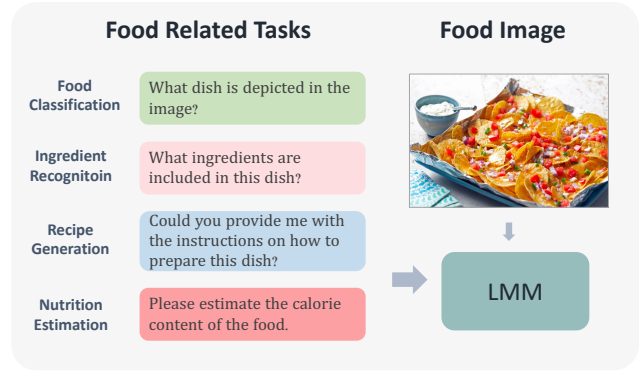 Food Related Tasks
Food Image
Food
Classification
What dish is depicted in the
image?
Ingredient
Recognitoin
What ingredients are
included in this dish?
Recipe
Generation
Could you provide me with
the instructions on how to
prepare this dish?
Nutrition
Estimation
Please estimate the calorie
content of the food.
LMM